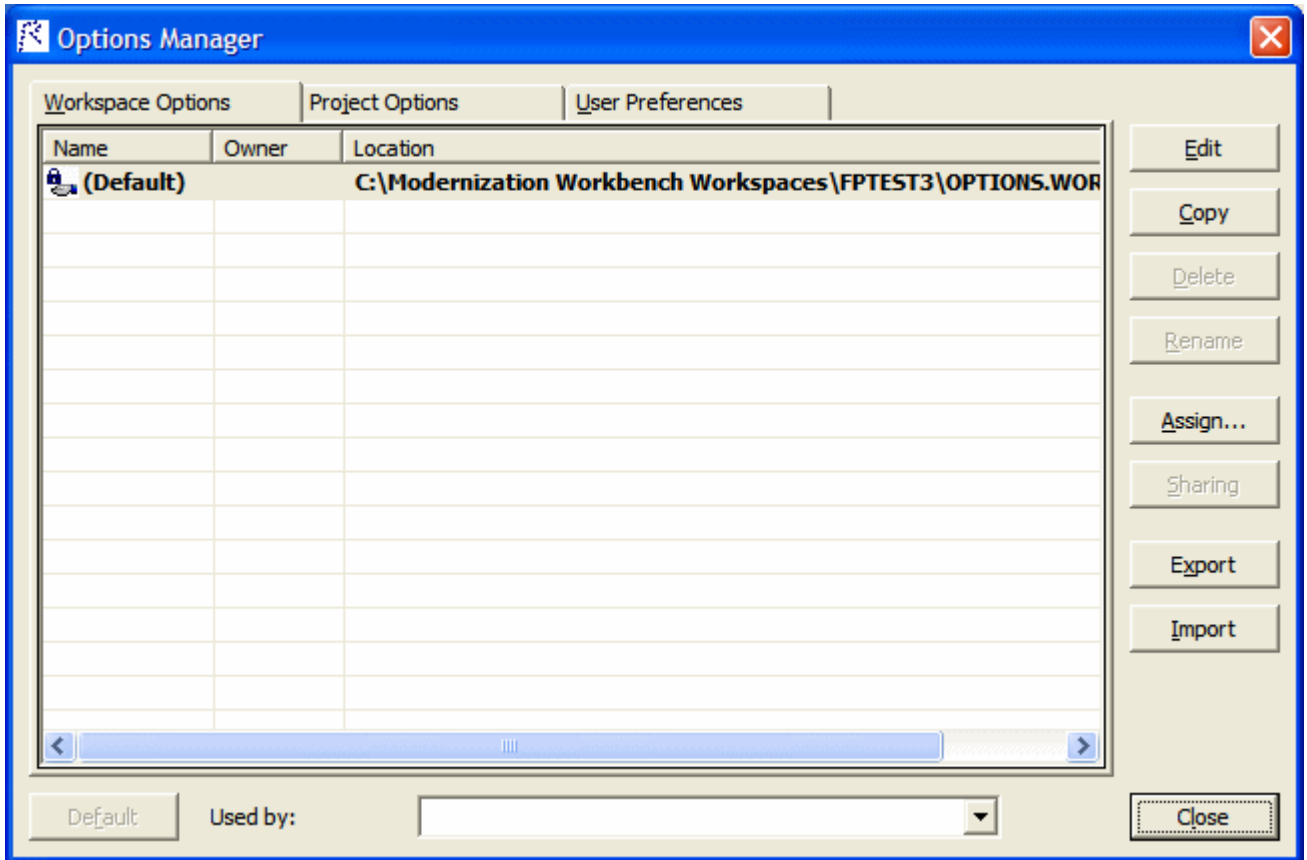 Options Manager
Workspace Options Project Options User Preferences
Name Owner Location
(Default) C:\Modernization Workbench Workspaces\FPTEST3\OPTIONS.WOR
Edit
Copy
Delete
Rename
Assign...
Sharing
Export
Import
Default Used by: Close